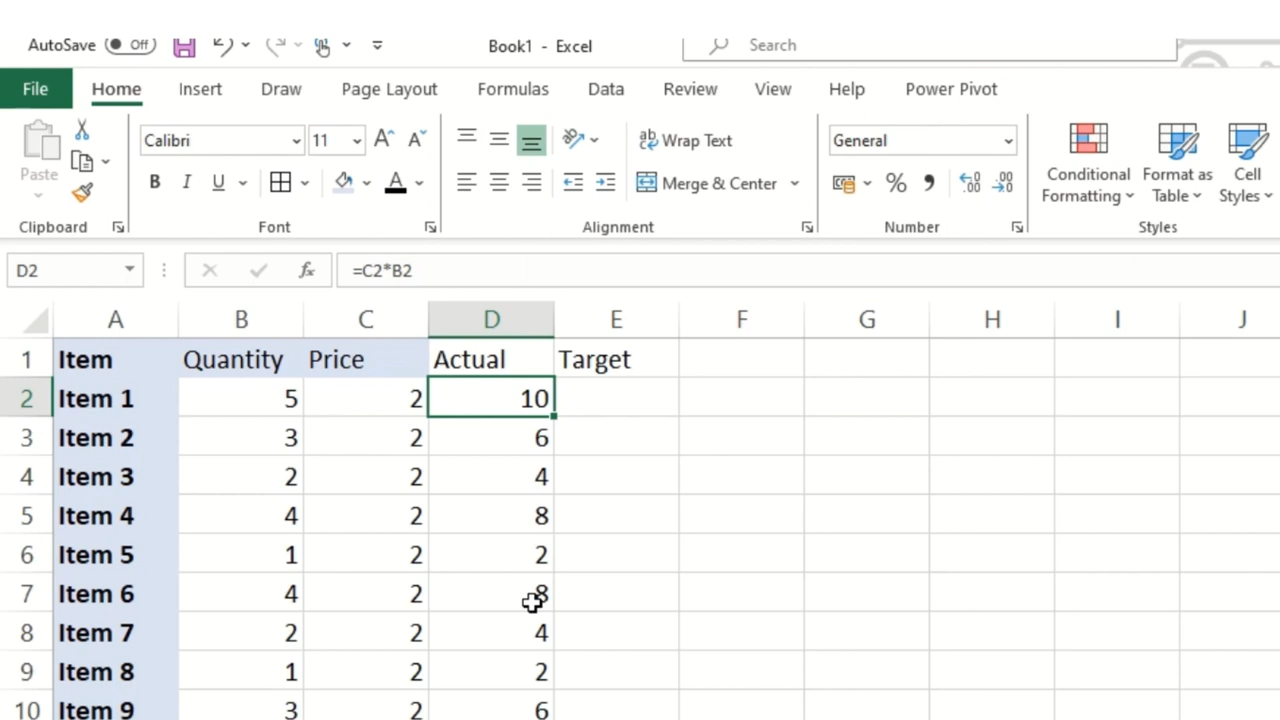 AutoSave Off Book1 - Excel Search
File Home Insert Draw Page Layout Formulas Data Review View Help Power Pivot
Calibri 11 A A ab Wrap Text General
Paste B I U A Merge & Center % Conditional Formatting Format as Table Cell Styles
Clipboard Font Alignment Number Styles
D2 fx =C2*B2
A B C D E F G H I J
1 Item Quantity Price Actual Target
2 Item 1 5 2 10
3 Item 2 3 2 6
4 Item 3 2 2 4
5 Item 4 4 2 8
6 Item 5 1 2 2
7 Item 6 4 2 8
8 Item 7 2 2 4
9 Item 8 1 2 2
10 Item 9 3 2 6